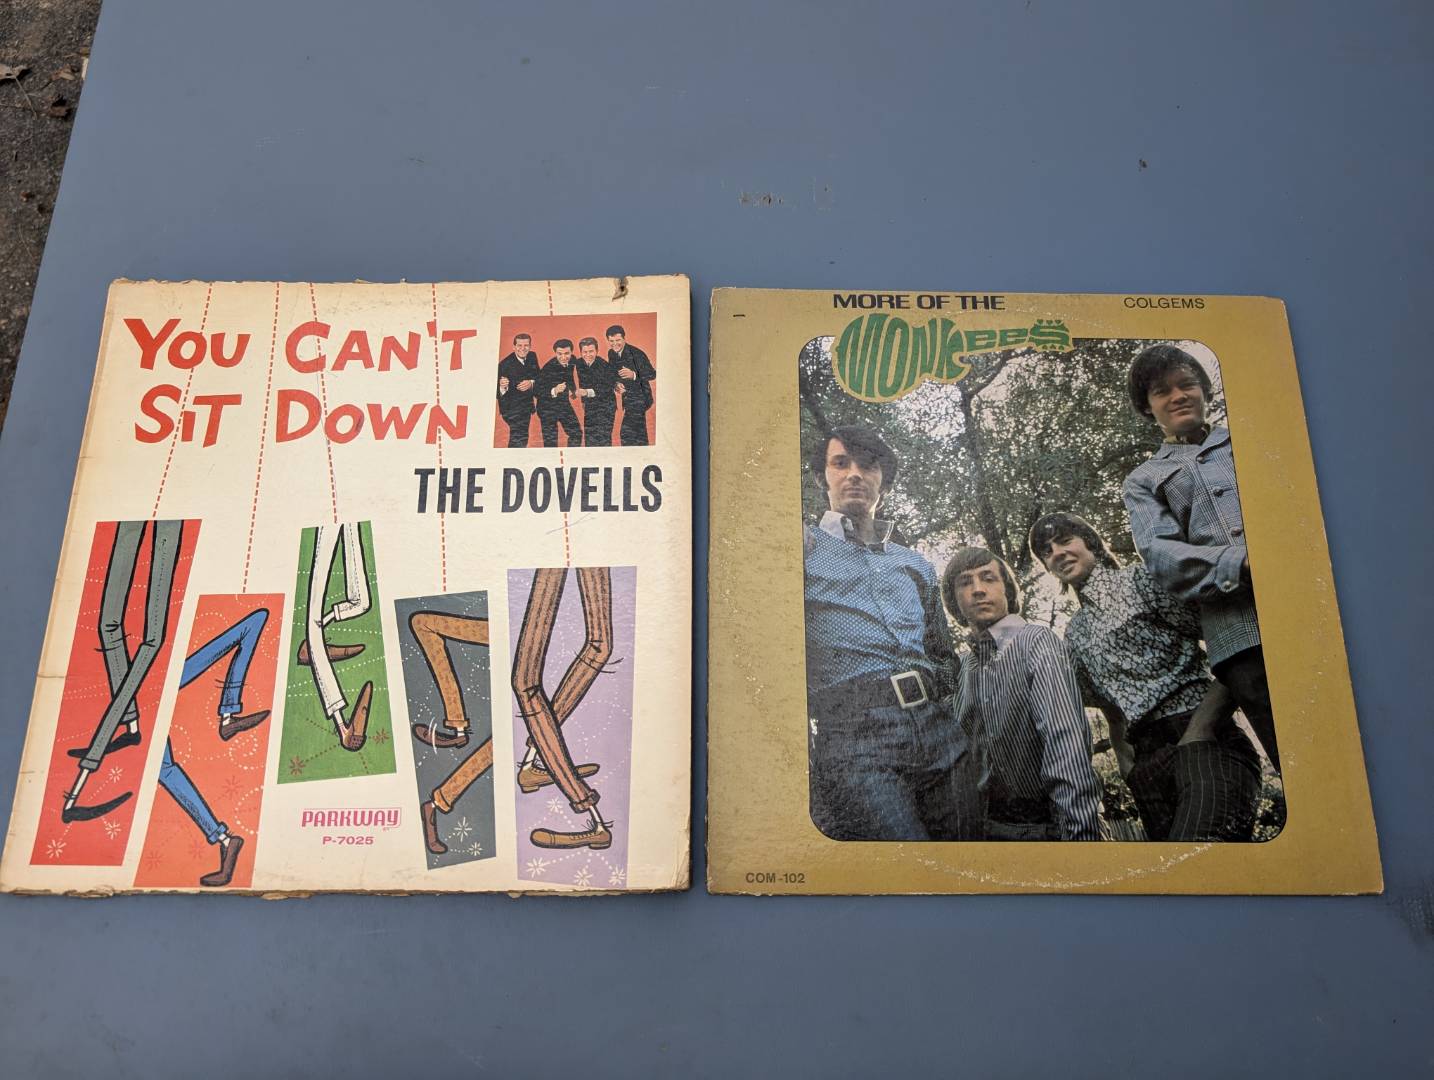 You Can't
Sit Down
THE DOVELLS
PARKWAY
P-7025
MORE OF THE
COLGEMS
MONKEES
COM-102